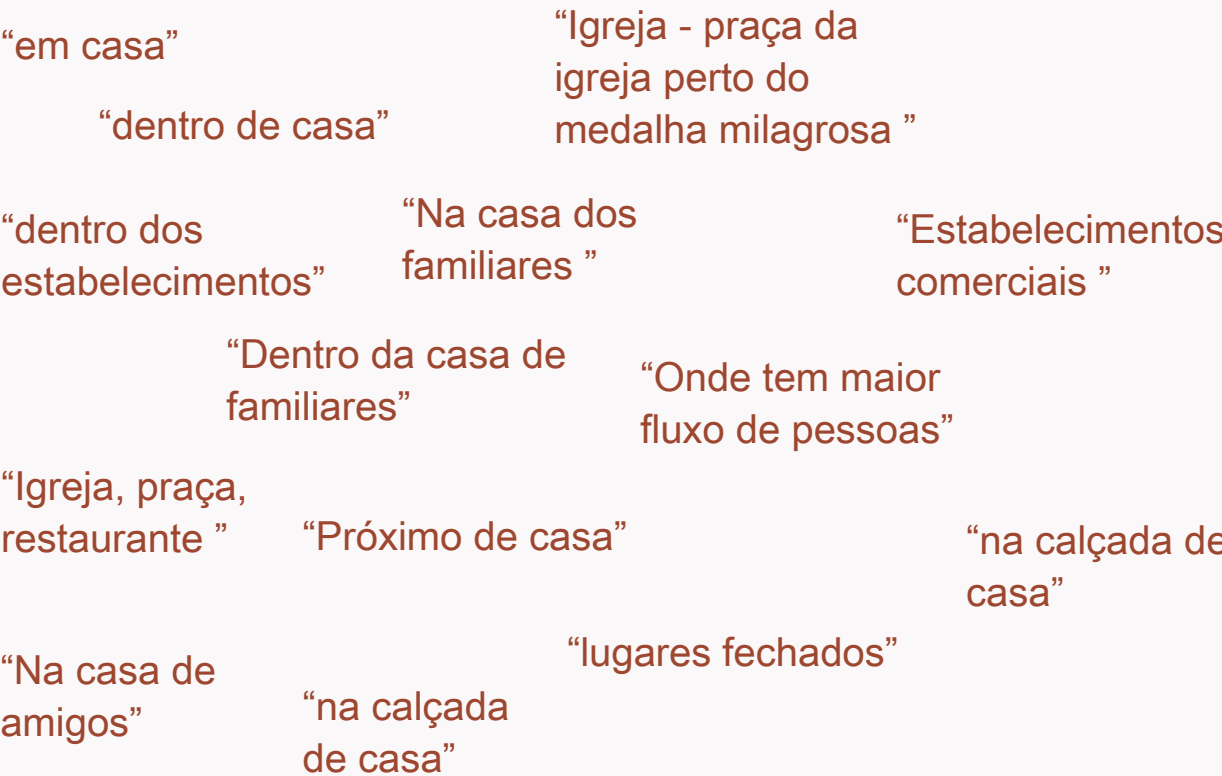 “em casa”
“Igreja - praça da
igreja perto do
medalha milagrosa ”
“dentro de casa”
“dentro dos
estabelecimentos”
“Na casa dos
familiares ”
“Estabelecimentos
comerciais ”
“Dentro da casa de
familiares”
“Onde tem maior
fluxo de pessoas”
“Igreja, praça,
restaurante ”
“Próximo de casa”
“na calçada de
casa”
“lugares fechados”
“Na casa de
amigos”
“na calçada
de casa”